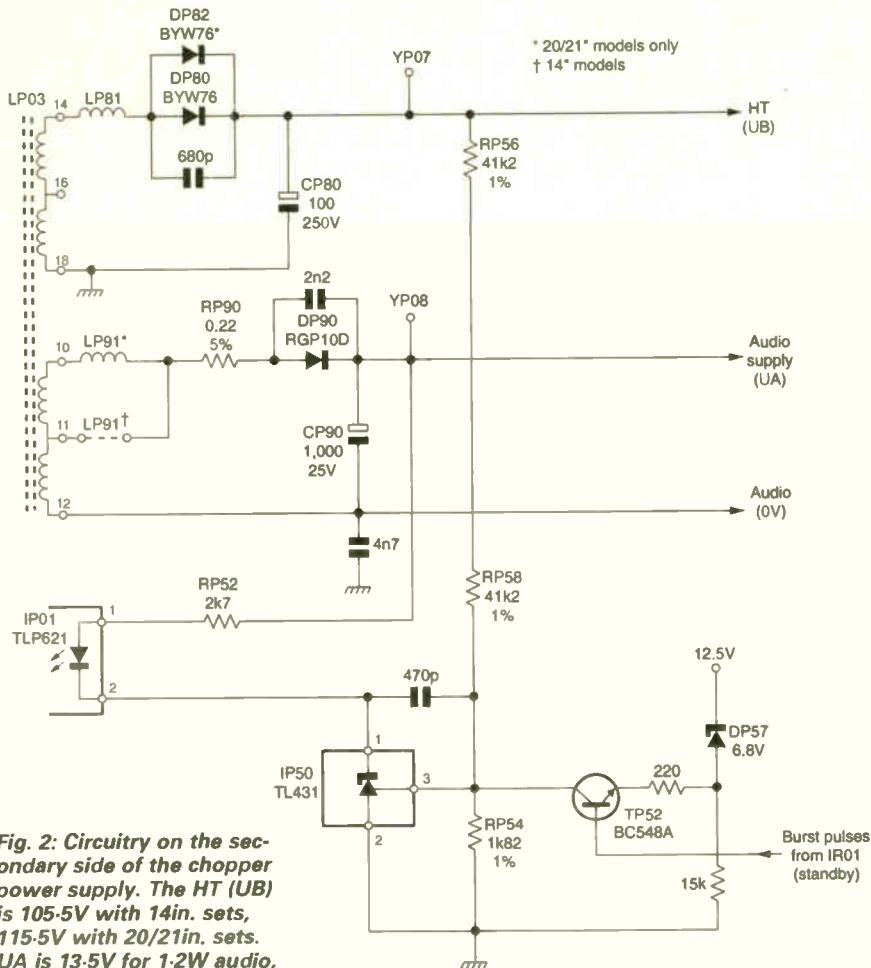 DP82
BYW76*
DP80
BYW76
680p
LP03
14
LP81
16
18
CP80
100
250V
YP07
* 20/21" models only
† 14" models
HT
(UB)
RP56
41k2
1%
2n2
DP90
RGP10D
RP90
0.22
5%
YP08
10
LP91*
11
LP91†
12
CP90
1,000
25V
4n7
Audio
supply
(UA)
Audio
(0V)
RP58
41k2
1%
RP52
2k7
IP01
TLP621
1
2
470p
12.5V
DP57
6.8V
IP50
TL431
1
3
2
220
TP52
BC548A
RP54
1k82
1%
15k
Burst pulses
from IR01
(standby)
Fig. 2: Circuitry on the sec-
ondary side of the chopper
power supply. The HT (UB)
is 105·5V with 14in. sets,
115·5V with 20/21in. sets.
UA is 13·5V for 1·2W audio.